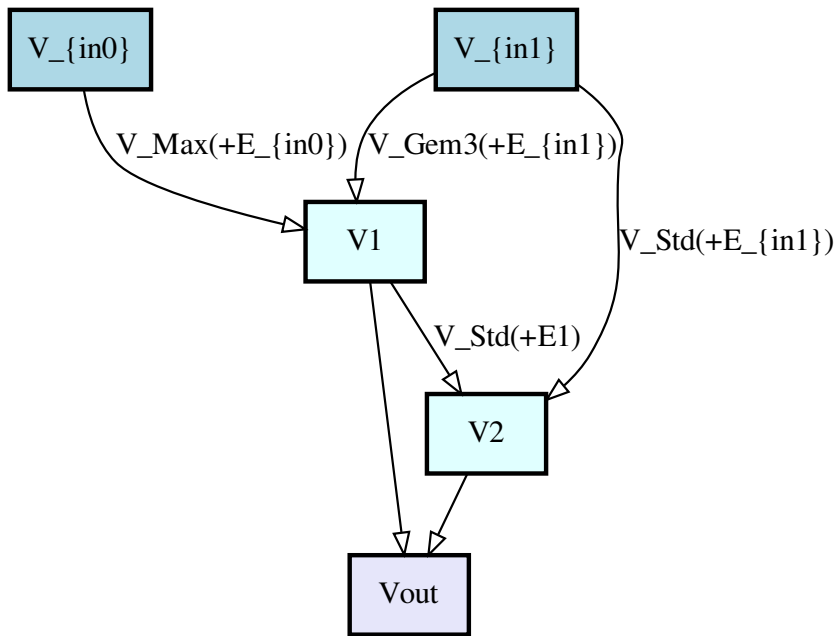 V_{in0}
V_{in1}
V_Max(+E_{in0})
V_Gem3(+E_{in1})
V1
V_Std(+E_{in1})
V_Std(+E1)
V2
Vout